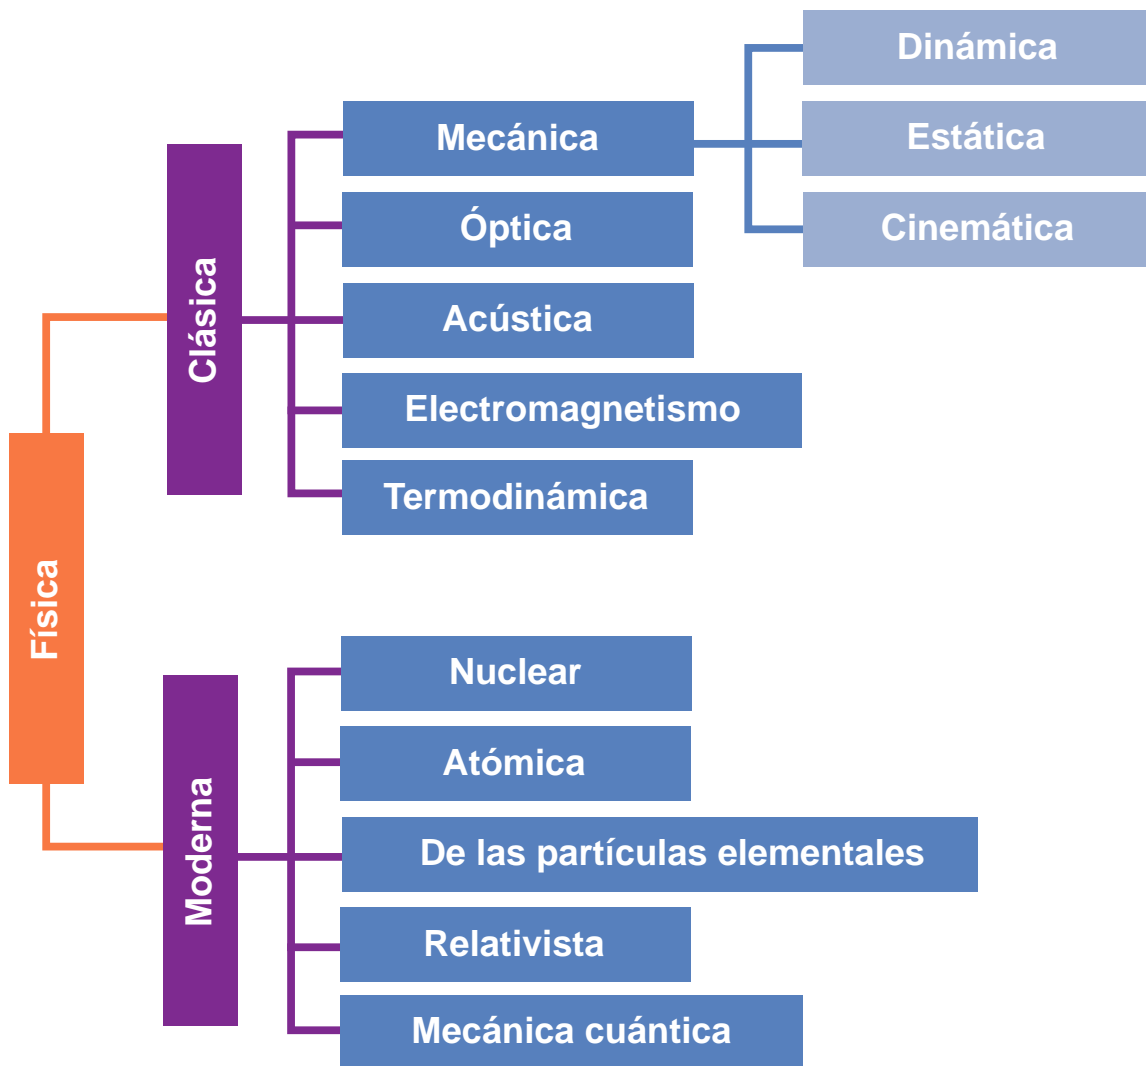 Física
Clásica
Mecánica
Dinámica
Estática
Cinemática
Óptica
Acústica
Electromagnetismo
Termodinámica
Moderna
Nuclear
Atómica
De las partículas elementales
Relativista
Mecánica cuántica